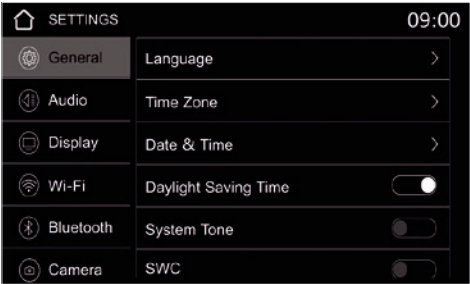 SETTINGS
09:00
General
Audio
Display
Wi-Fi
Bluetooth
Camera
Language
Time Zone
Date & Time
Daylight Saving Time
System Tone
SWC